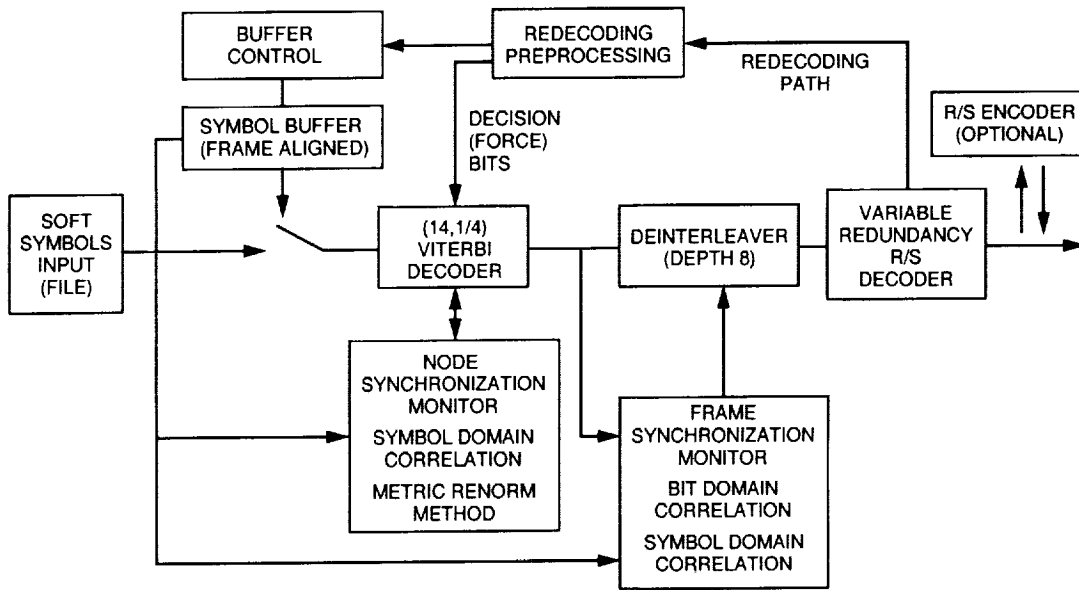 BUFFER
CONTROL
REDECODING
PREPROCESSING
REDECODING
PATH
SYMBOL BUFFER
(FRAME ALIGNED)
DECISION
(FORCE)
BITS
R/S ENCODER
(OPTIONAL)
SOFT
SYMBOLS
INPUT
(FILE)
(14,1/4)
VITERBI
DECODER
DEINTERLEAVER
(DEPTH 8)
VARIABLE
REDUNDANCY
R/S
DECODER
NODE
SYNCHRONIZATION
MONITOR
SYMBOL DOMAIN
CORRELATION
METRIC RENORM
METHOD
FRAME
SYNCHRONIZATION
MONITOR
BIT DOMAIN
CORRELATION
SYMBOL DOMAIN
CORRELATION